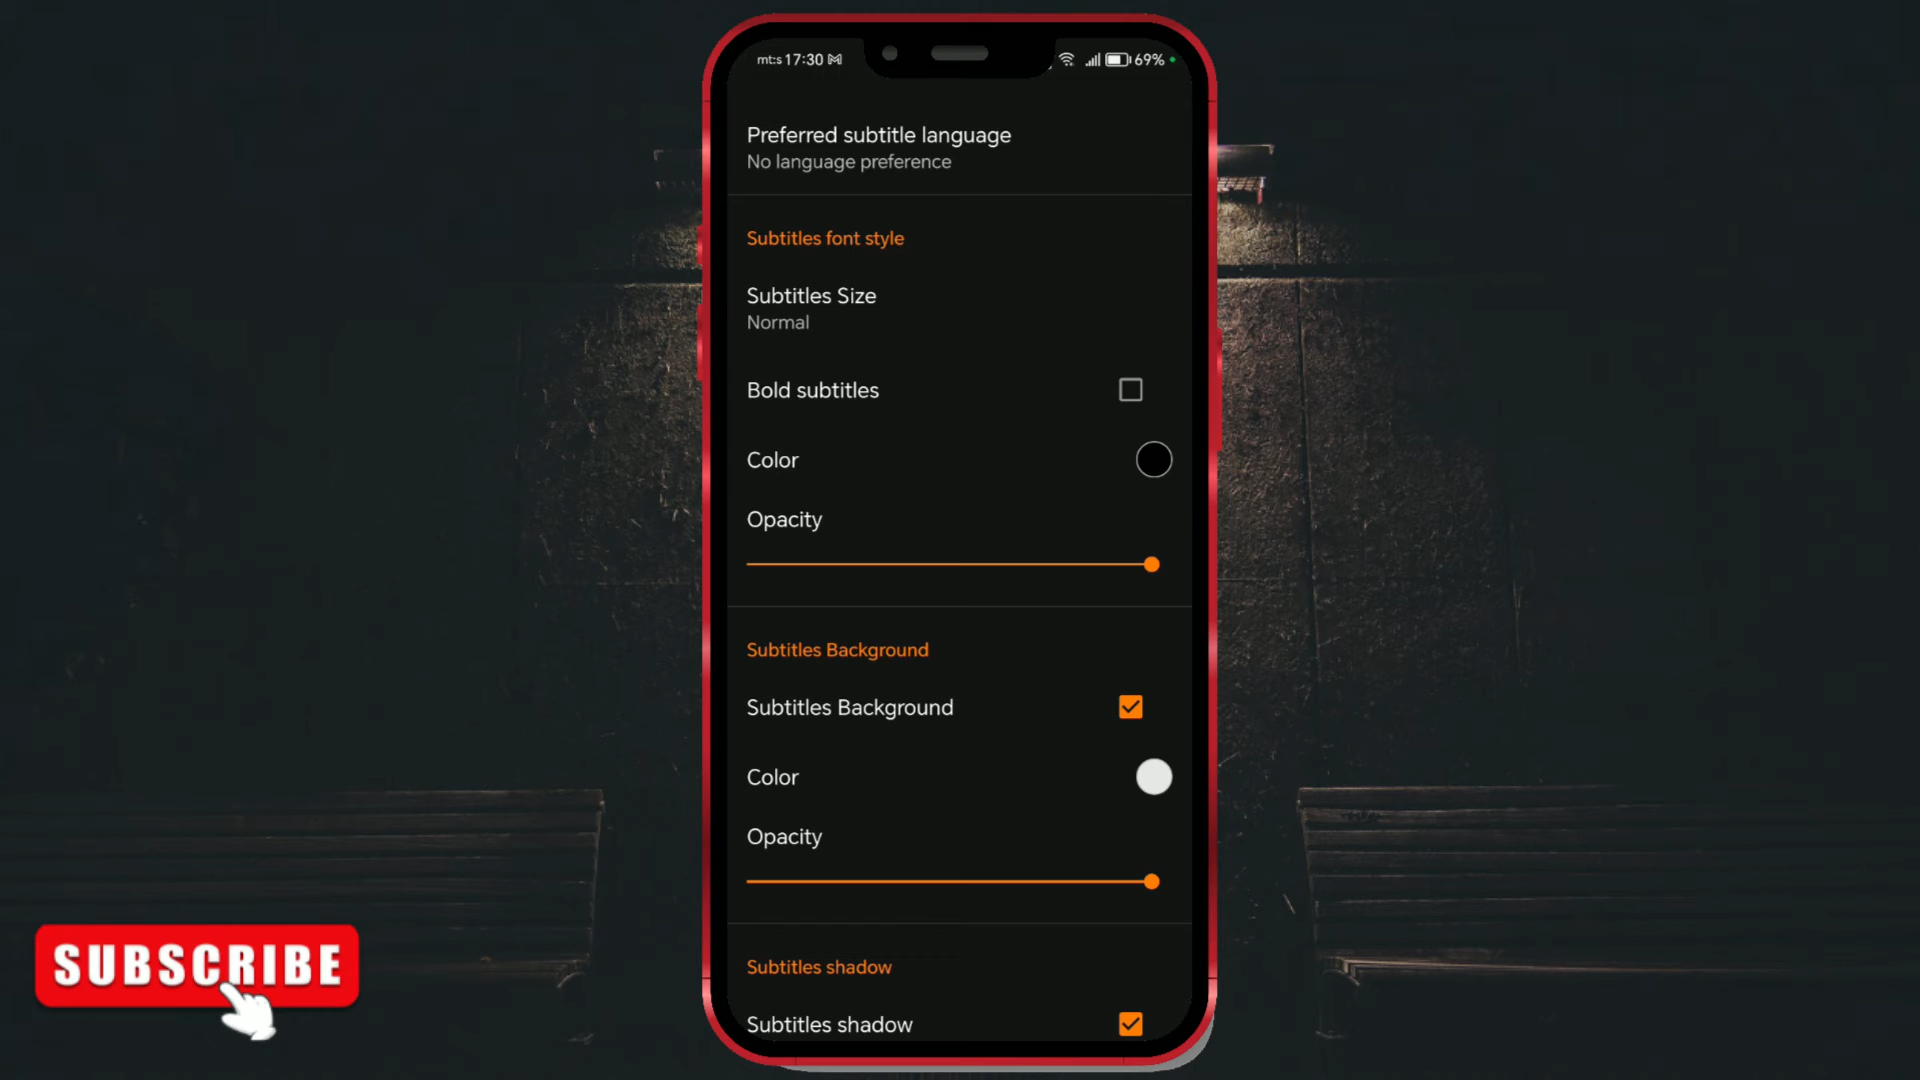 mt:s 17:30
69%
Preferred subtitle language
No language preference
Subtitles font style
Subtitles Size
Normal
Bold subtitles
Color
Opacity
Subtitles Background
Subtitles Background
Color
Opacity
Subtitles shadow
Subtitles shadow
SUBSCRIBE